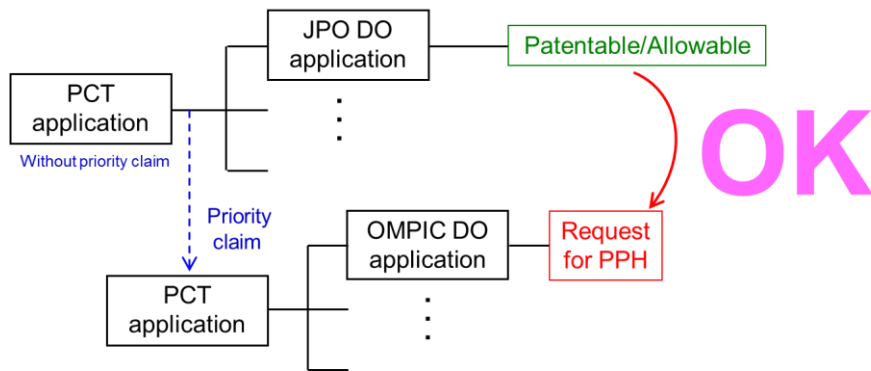 JPO DO
application
Patentable/Allowable
PCT
application
Without priority claim
OK
Priority
claim
OMPIC DO
application
Request
for PPH
PCT
application